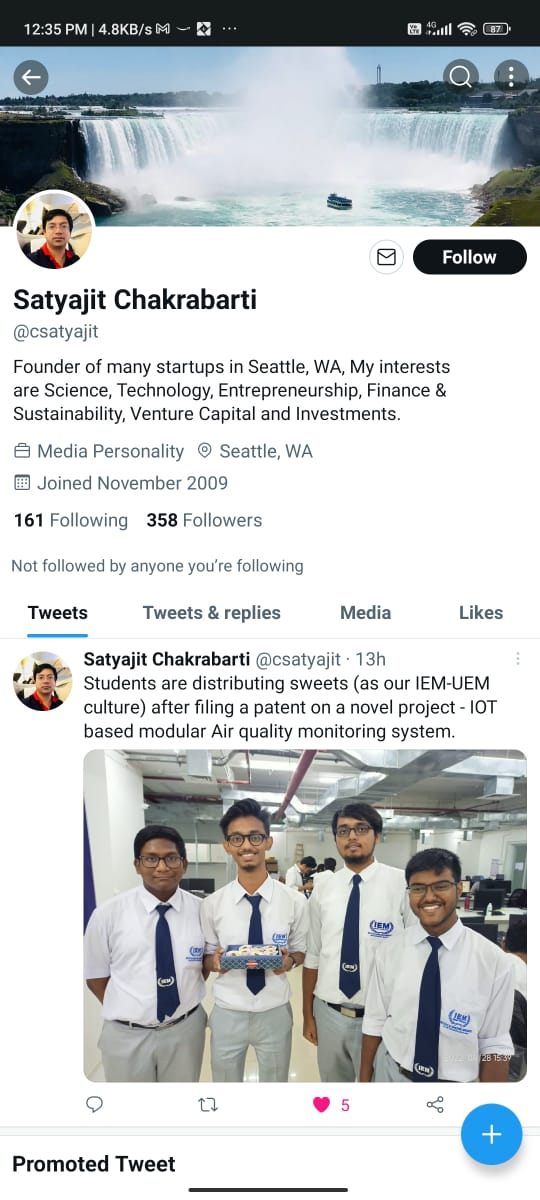 12:35 PM | 4.8KB/s
4G
87
Follow
Satyajit Chakrabarti
@csatyajit
Founder of many startups in Seattle, WA, My interests
are Science, Technology, Entrepreneurship, Finance &
Sustainability, Venture Capital and Investments.
Media Personality Seattle, WA
Joined November 2009
161 Following 358 Followers
Not followed by anyone you’re following
Tweets Tweets & replies Media Likes
Satyajit Chakrabarti @csatyajit · 13h
Students are distributing sweets (as our IEM-UEM
culture) after filing a patent on a novel project - IOT
based modular Air quality monitoring system.
IEM
IEM
IEM
IEM
5
Promoted Tweet